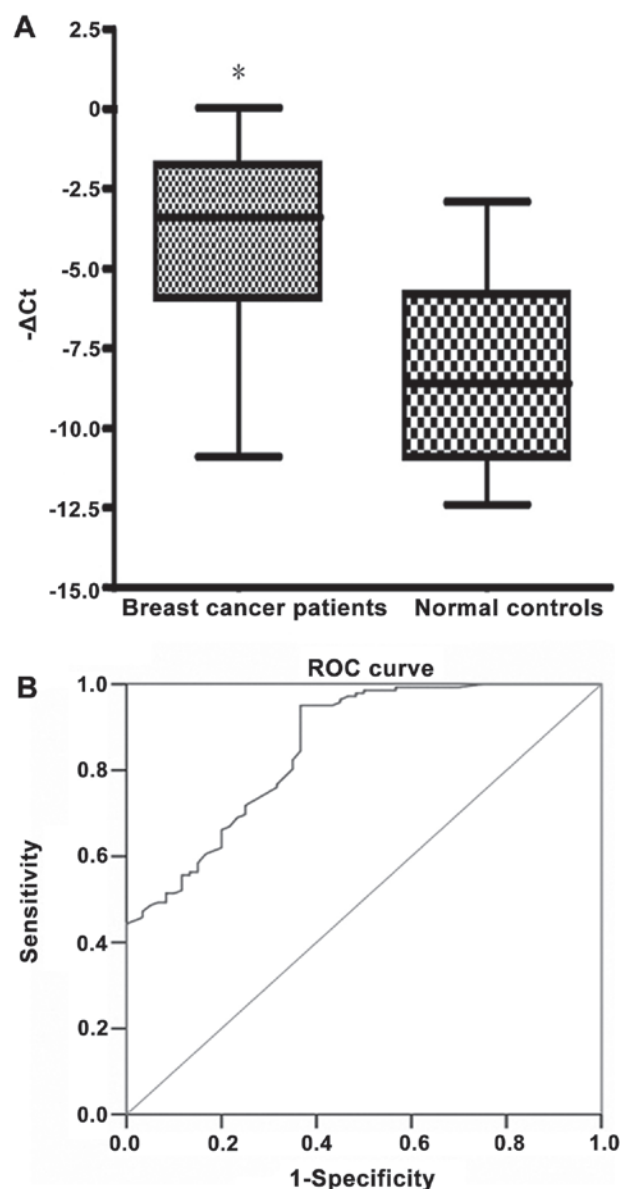 A
2.5
*
0
-2.5
-5.0
-7.5
-10.0
-12.5
-15.0
-ΔCt
Breast cancer patients Normal controls
B
ROC curve
1.0
0.8
0.6
0.4
0.2
0.0
Sensitivity
0.0 0.2 0.4 0.6 0.8 1.0
1-Specificity